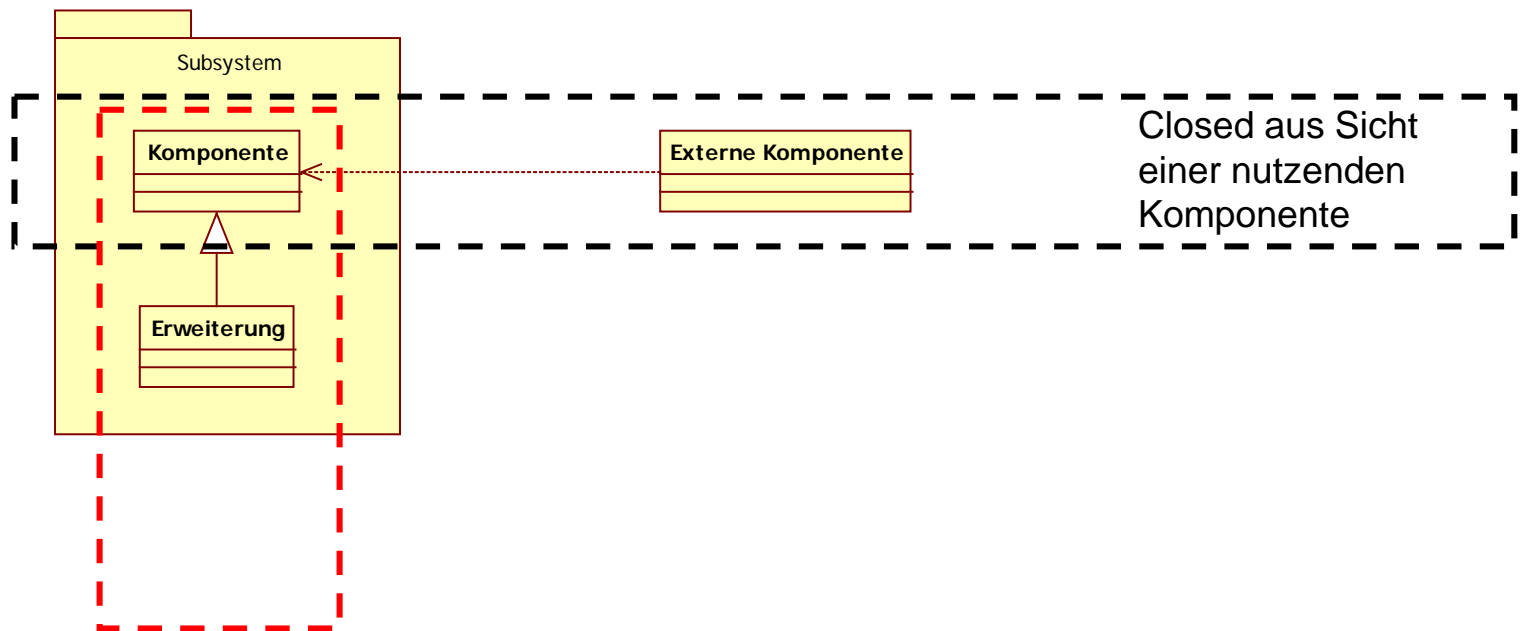 Subsystem
Komponente
Externe Komponente
Closed aus Sicht
einer nutzenden
Komponente
Erweiterung